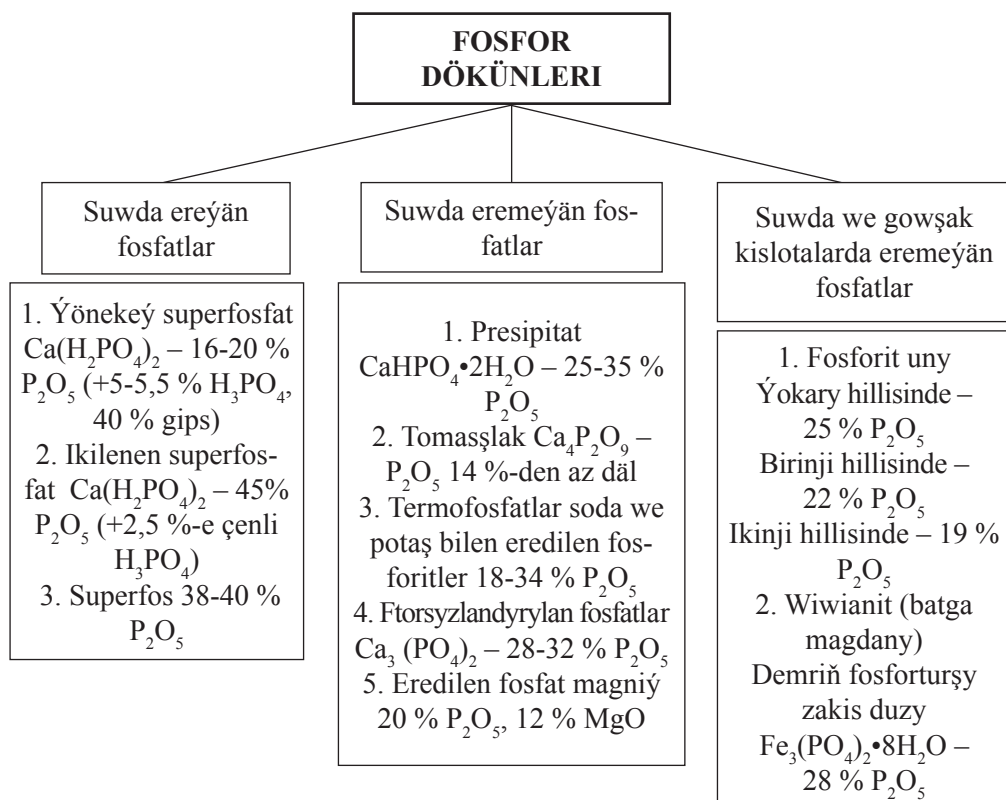 FOSFOR
DÖKÜNLERI
Suwda ereýän
fosfatlar
Suwda eremeýän fos-
fatlar
Suwda we gowşak
kislotalarda eremeýän
fosfatlar
1. Ýönekeý superfosfat
Ca(H₂PO₄)₂ – 16-20 %
P₂O₅ (+5-5,5 % H₃PO₄,
40 % gips)
2. Ikilenen superfos-
fat Ca(H₂PO₄)₂ – 45%
P₂O₅ (+2,5 %-e çenli
H₃PO₄)
3. Superfos 38-40 %
P₂O₅
1. Presipitat
CaHPO₄•2H₂O – 25-35 %
P₂O₅
2. Tomasşlak Ca₄P₂O₉ –
P₂O₅ 14 %-den az däl
3. Termofosfatlar soda we
potaş bilen eredilen fos-
foritler 18-34 % P₂O₅
4. Ftorsyzlandyrylan fosfatlar
Ca₃ (PO₄)₂ – 28-32 % P₂O₅
5. Eredilen fosfat magniý
20 % P₂O₅, 12 % MgO
1. Fosforit uny
Ýokary hillisinde –
25 % P₂O₅
Birinji hillisinde –
22 % P₂O₅
Ikinji hillisinde – 19 %
P₂O₅
2. Wiwianit (batga
magdany)
Demriň fosforturşy
zakis duzy
Fe₃(PO₄)₂•8H₂O –
28 % P₂O₅